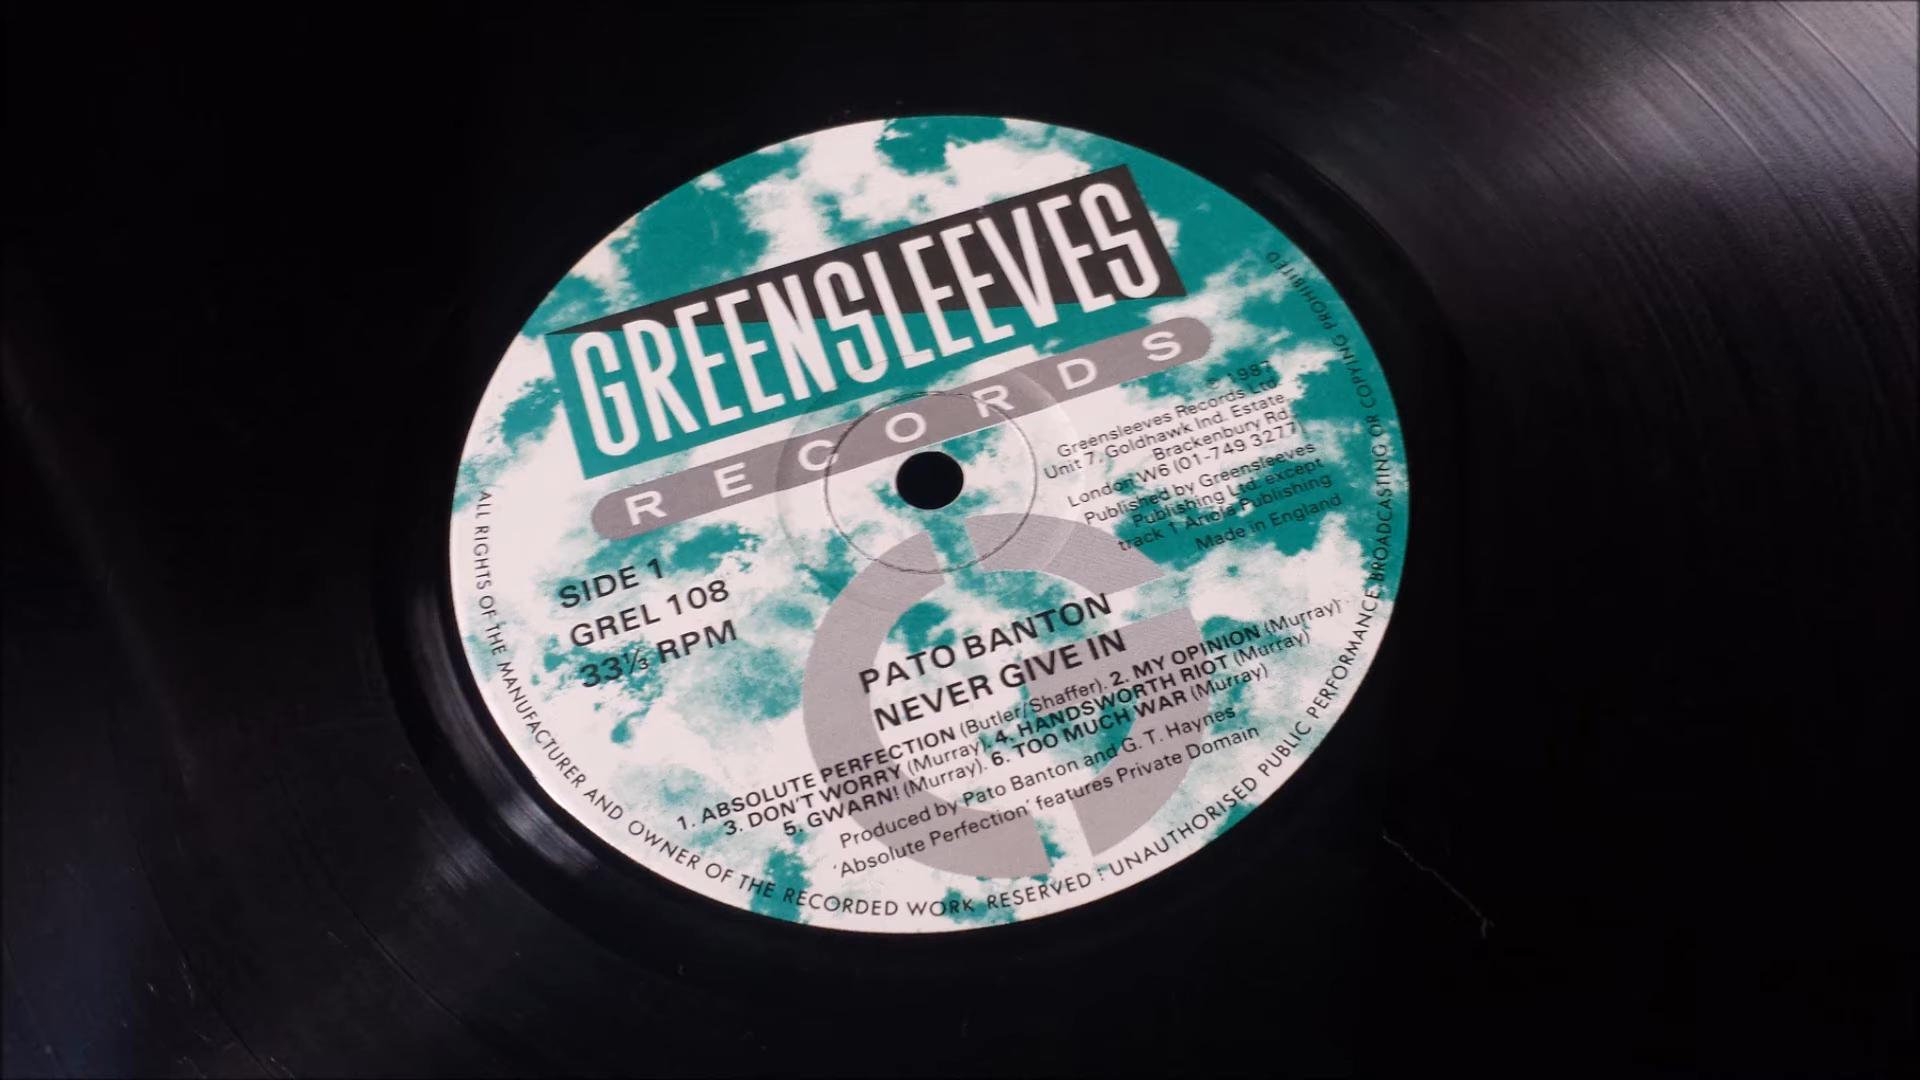 GREENSLEEVES
RECORDS
℗ 1987
Greensleeves Records Ltd.
Unit 7, Goldhawk Ind. Estate,
Brackenbury Rd.,
London W6 (01-749 3277)
Published by Greensleeves
Publishing Ltd. except
track 1 Ariola Publishing
Made in England
SIDE 1
GREL 108
33⅓ RPM
PATO BANTON
NEVER GIVE IN
1. ABSOLUTE PERFECTION (Butler/Shaffer). 2. MY OPINION (Murray)
3. DON'T WORRY (Murray). 4. HANDSWORTH RIOT (Murray)
5. GWARN! (Murray). 6. TOO MUCH WAR (Murray)
Produced by Pato Banton and G. T. Haynes
'Absolute Perfection' features Private Domain
ALL RIGHTS OF THE MANUFACTURER AND OWNER OF THE RECORDED WORK RESERVED : UNAUTHORISED PUBLIC PERFORMANCE BROADCASTING OR COPYING PROHIBITED